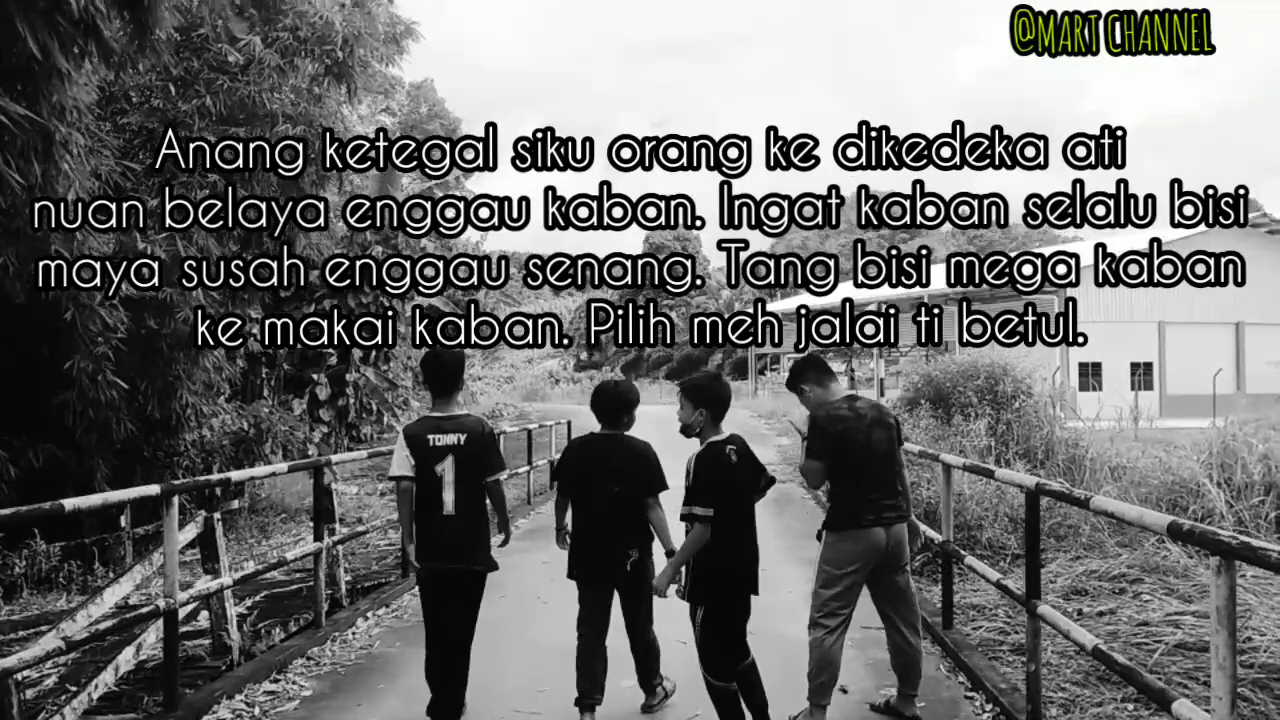 @MART CHANNEL
Anang ketegal siku orang ke dikedeka ati
nuan belaya enggau kaban. Ingat kaban selalu bisi
maya susah enggau senang. Tang bisi mega kaban
ke makai kaban. Pilih meh jalai ti betul.
TONNY
1